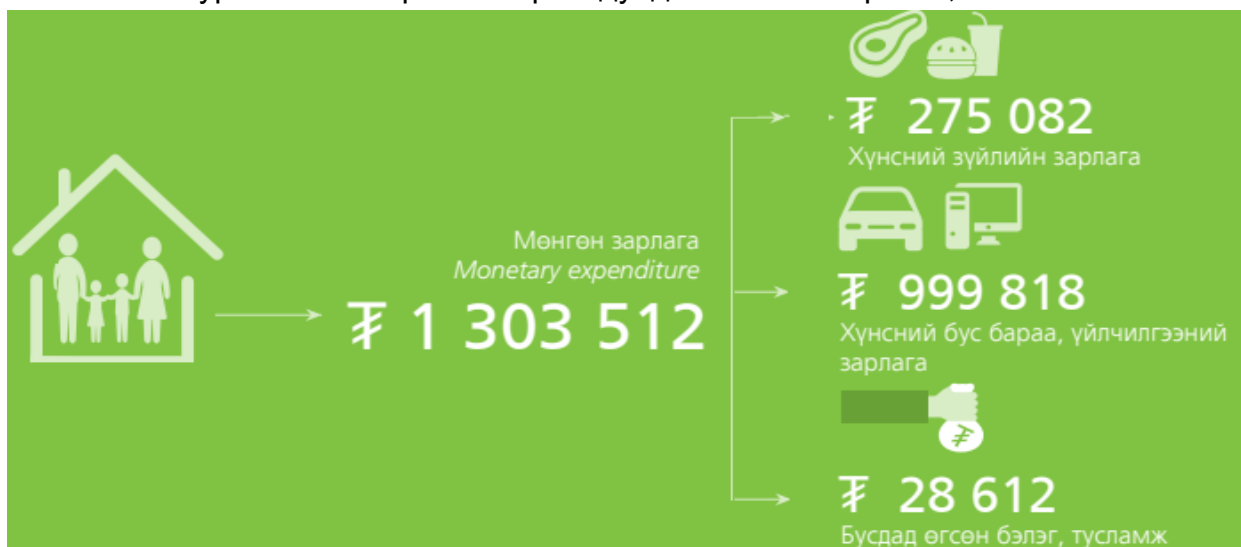 ₮ 275 082
Хүнсний зүйлийн зарлага
Мөнгөн зарлага
Monetary expenditure
₮ 1 303 512
₮ 999 818
Хүнсний бус бараа, үйлчилгээний
зарлага
₮
₮ 28 612
Бусдад өгсөн бэлэг, тусламж